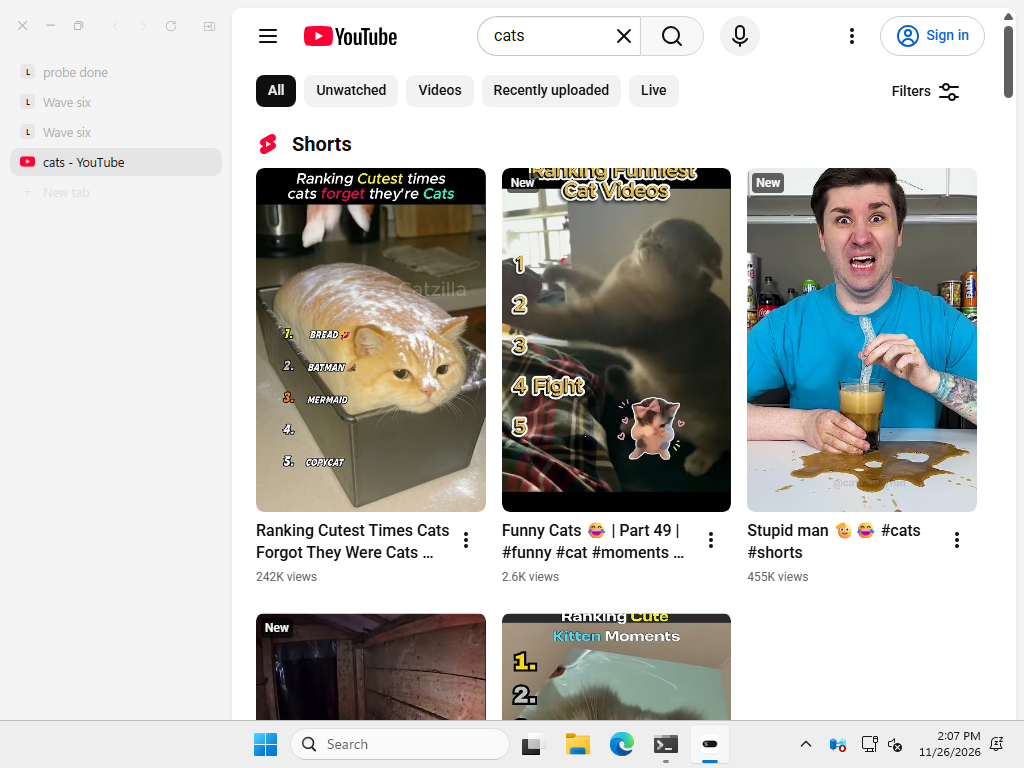 probe done
Wave six
Wave six
cats - YouTube
New tab
YouTube
cats
Sign in
All
Unwatched
Videos
Recently uploaded
Live
Filters
Shorts
Ranking Cutest times
cats forget they're Cats
Catzilla
1. BREAD
2. BATMAN
3. MERMAID
4.
5. COPYCAT
Ranking Cutest Times Cats
Forgot They Were Cats ...
242K views
New
Ranking Funniest
Cat Videos
1
2
3
4 Fight
5
Funny Cats 😂 | Part 49 |
#funny #cat #moments ...
2.6K views
New
Stupid man 🫡 😂 #cats
#shorts
455K views
New
Ranking Cute
Kitten Moments
1.
2.
Search
2:07 PM
11/26/2026